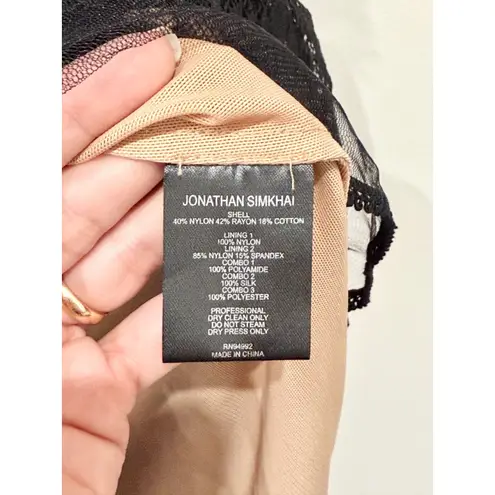 JONATHAN SIMKHAI
SHELL
40% NYLON 42% RAYON 18% COTTON
LINING 1
100% NYLON
LINING 2
85% NYLON 15% SPANDEX
COMBO 1
100% POLYAMIDE
COMBO 2
100% SILK
COMBO 3
100% POLYESTER
PROFESSIONAL
DRY CLEAN ONLY
DO NOT STEAM
DRY PRESS ONLY
RN94992
MADE IN CHINA